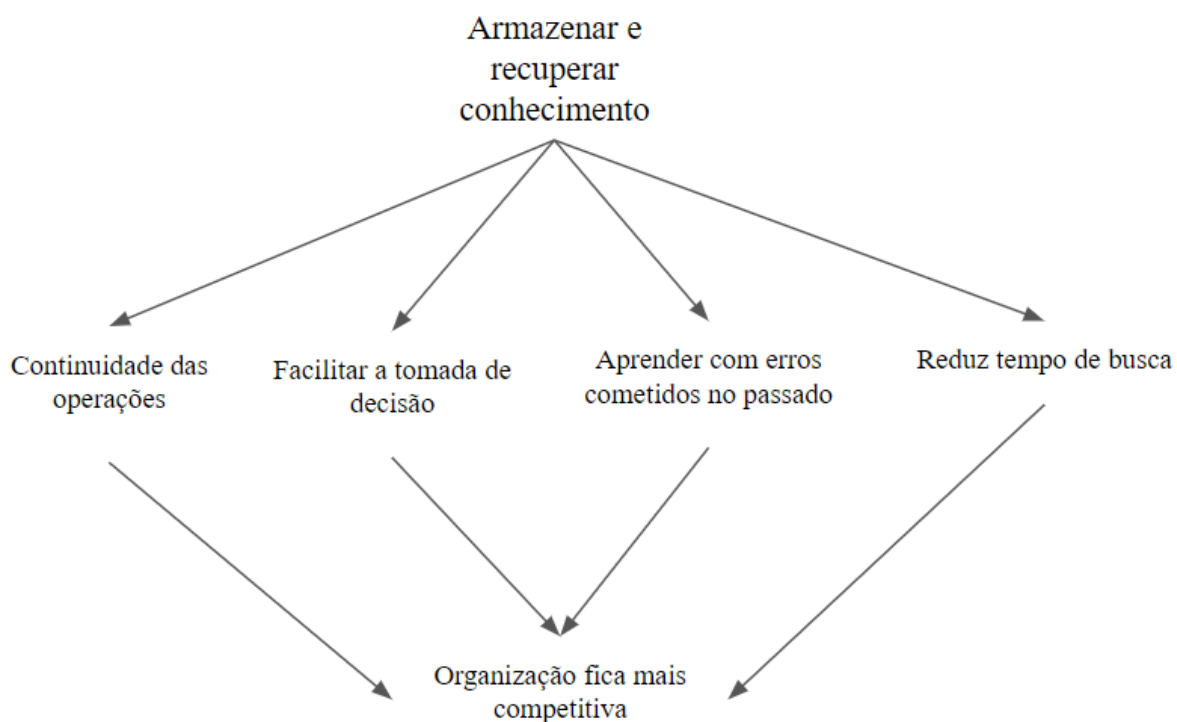 Armazenar e
recuperar
conhecimento
Continuidade das
operações
Facilitar a tomada de
decisão
Aprender com erros
cometidos no passado
Reduz tempo de busca
Organização fica mais
competitiva